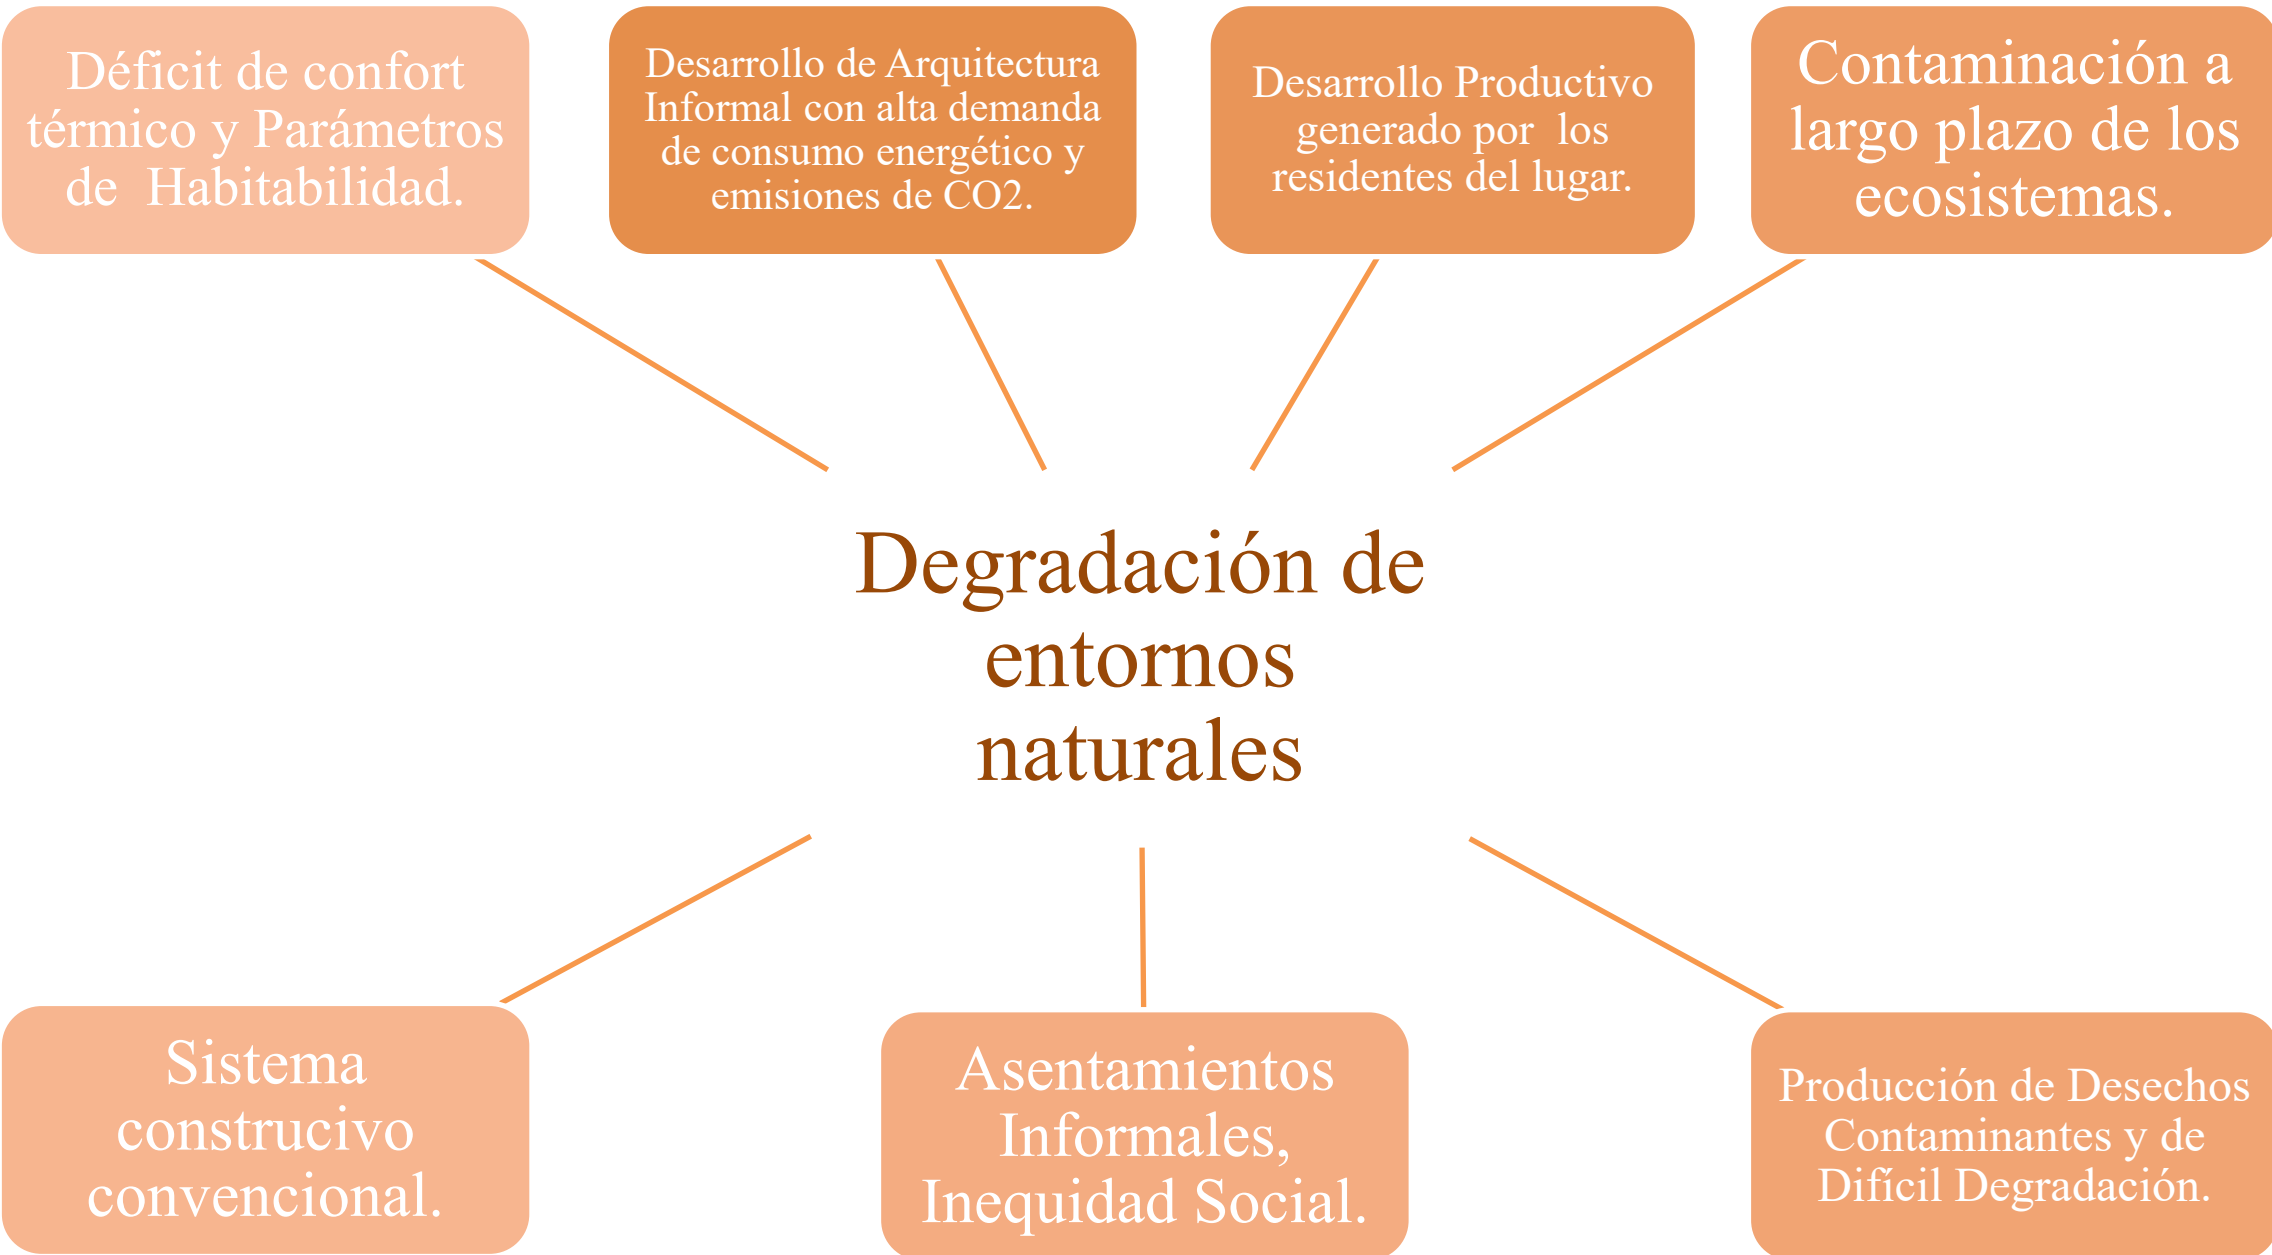 Déficit de confort
térmico y Parámetros
de  Habitabilidad.
Desarrollo de Arquitectura
Informal con alta demanda
de consumo energético y
emisiones de CO2.
Desarrollo Productivo
generado por  los
residentes del lugar.
Contaminación a
largo plazo de los
ecosistemas.
Degradación de
entornos
naturales
Sistema
construcivo
convencional.
Asentamientos
Informales,
Inequidad Social.
Producción de Desechos
Contaminantes y de
Difícil Degradación.